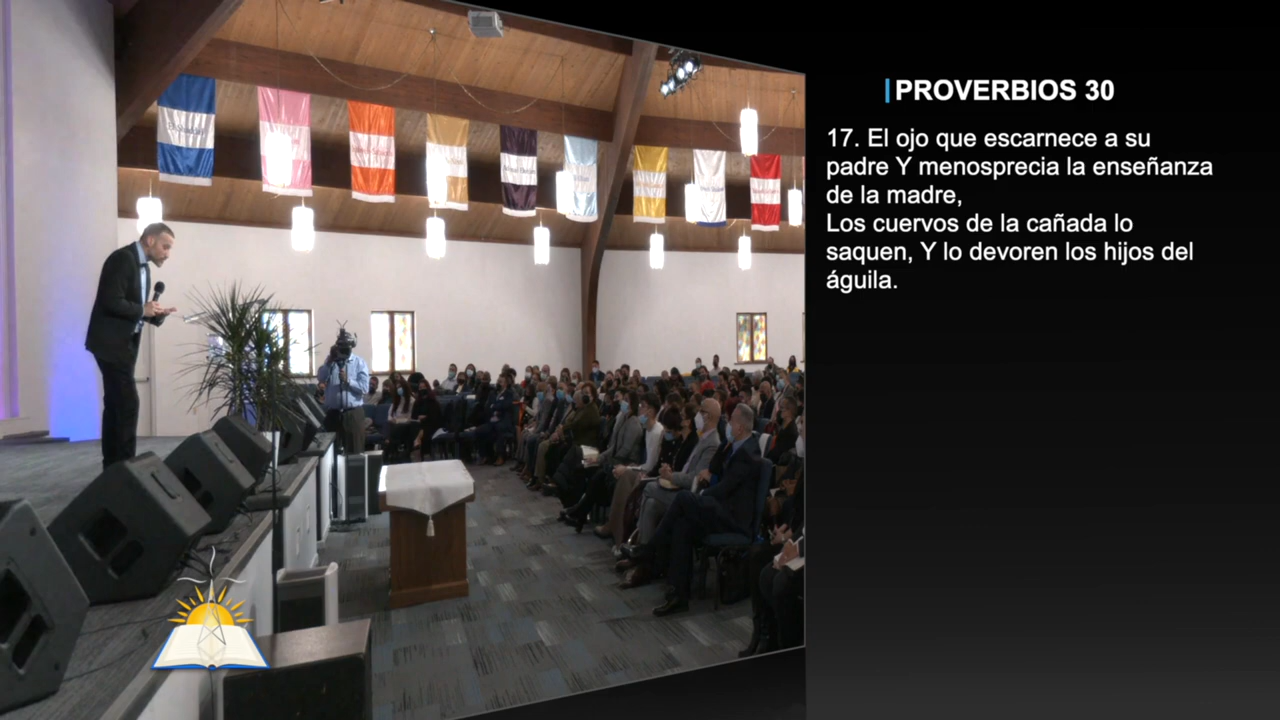 PROVERBIOS 30
17. El ojo que escarnece a su
padre Y menosprecia la enseñanza
de la madre,
Los cuervos de la cañada lo
saquen, Y lo devoren los hijos del
águila.